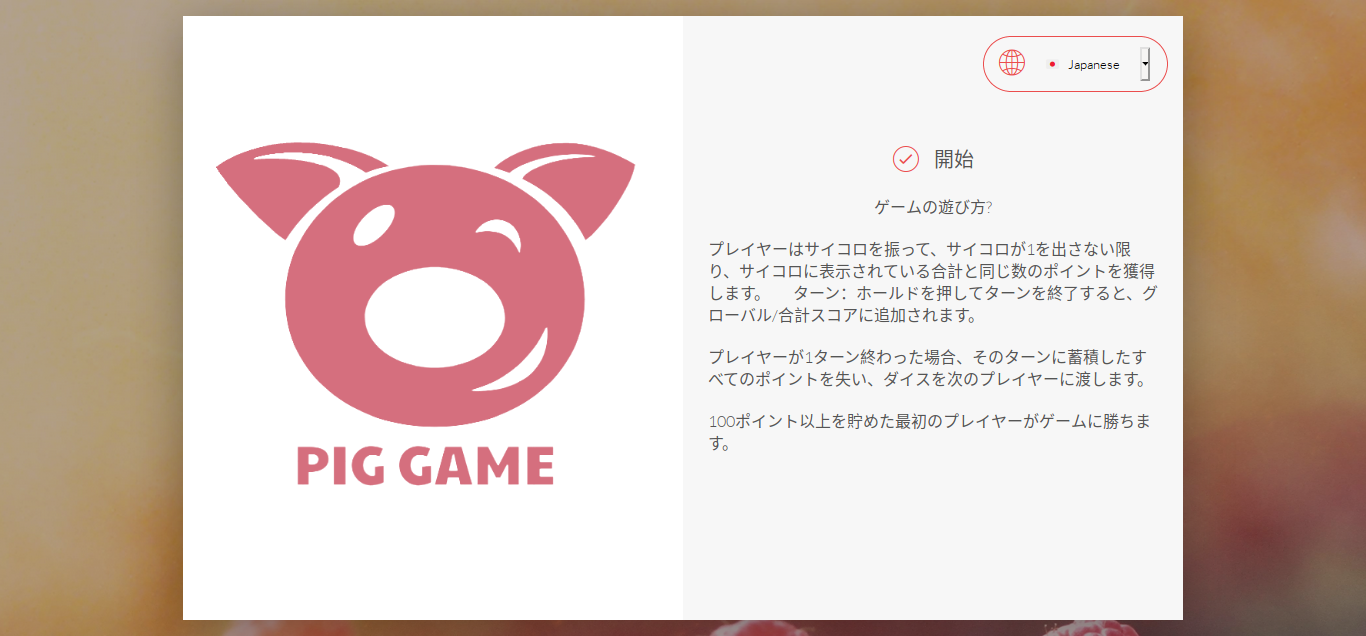 Japanese
開始
ゲームの遊び方?
プレイヤーはサイコロを振って、サイコロが1を出さない限
り、サイコロに表示されている合計と同じ数のポイントを獲得
します。　ターン：ホールドを押してターンを終了すると、グ
ローバル/合計スコアに追加されます。
プレイヤーが1ターン終わった場合、そのターンに蓄積したす
べてのポイントを失い、ダイスを次のプレイヤーに渡します。
100ポイント以上を貯めた最初のプレイヤーがゲームに勝ちま
す。
PIG GAME